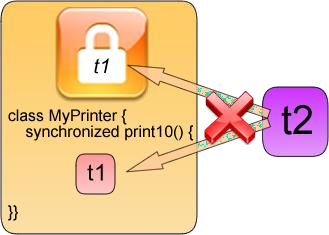 t1
class MyPrinter {
synchronized print10() {
t1
t2
}}